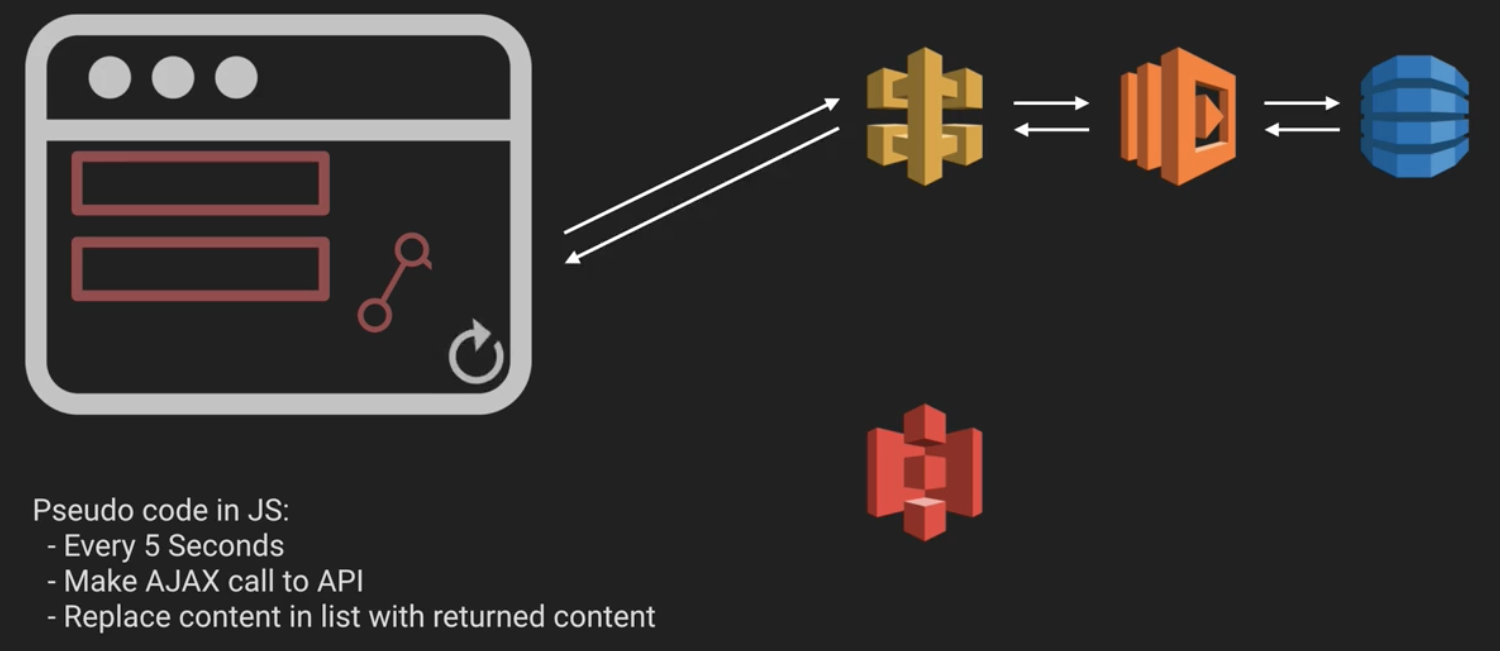 Pseudo code in JS:
- Every 5 Seconds
- Make AJAX call to API
- Replace content in list with returned content